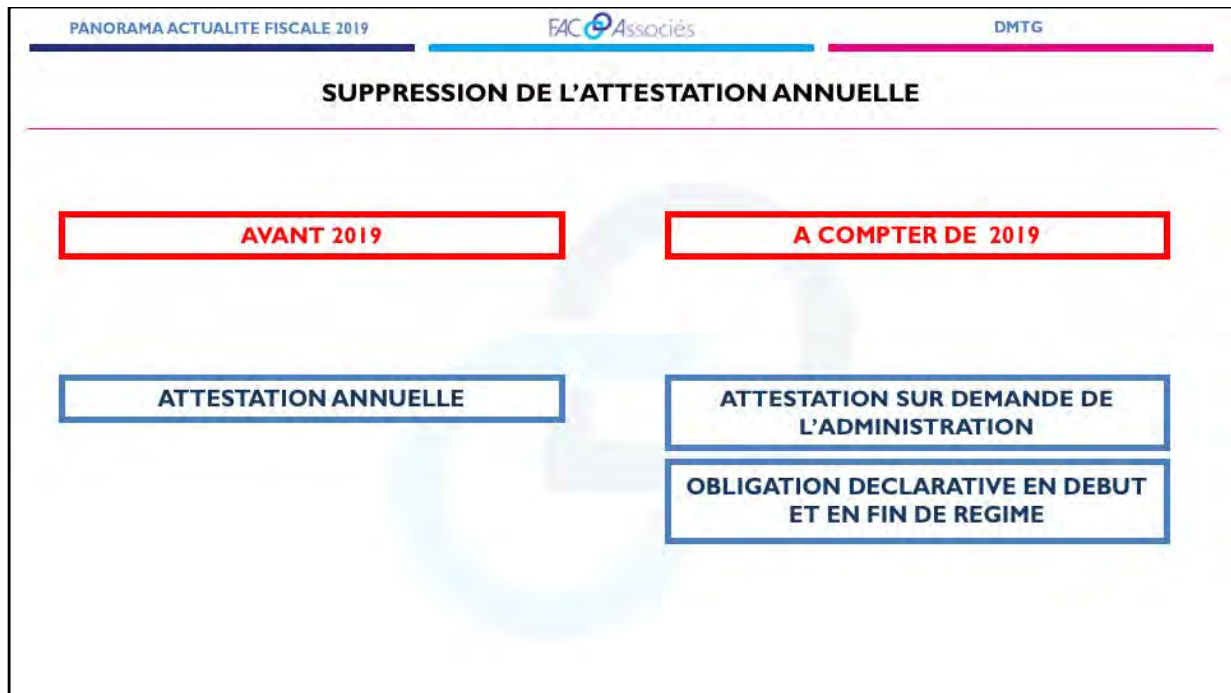 PANORAMA ACTUALITE FISCALE 2019
FAC Associés
DMTG
SUPPRESSION DE L'ATTESTATION ANNUELLE
AVANT 2019
A COMPTER DE 2019
ATTESTATION ANNUELLE
ATTESTATION SUR DEMANDE DE
L'ADMINISTRATION
OBLIGATION DECLARATIVE EN DEBUT
ET EN FIN DE REGIME